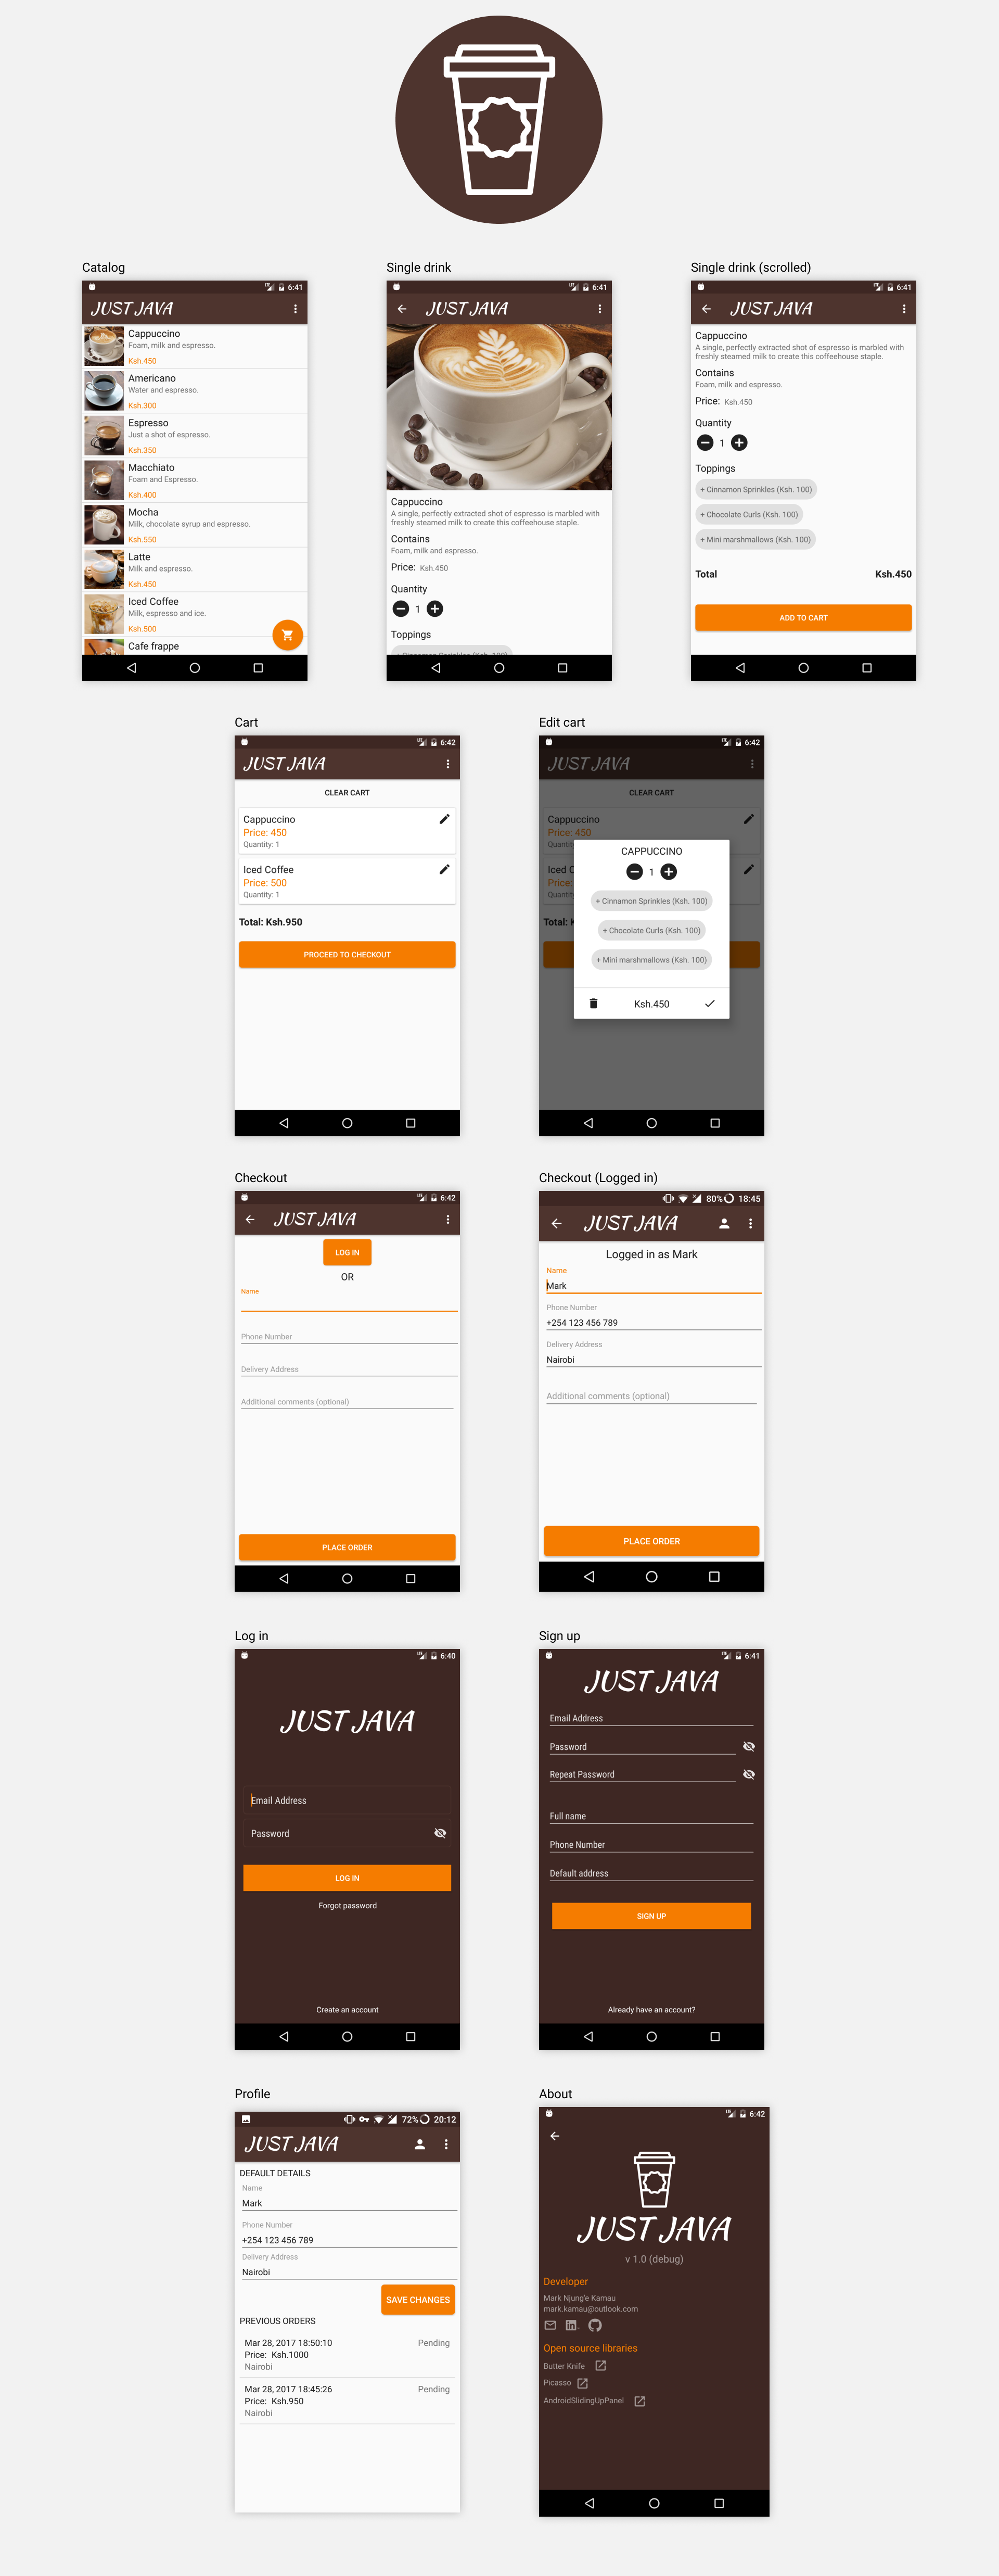 Catalog
6:41
JUST JAVA
Cappuccino
Foam, milk and espresso.
Ksh.450
Americano
Water and espresso.
Ksh.300
Espresso
Just a shot of espresso.
Ksh.350
Macchiato
Foam and Espresso.
Ksh.400
Mocha
Milk, chocolate syrup and espresso.
Ksh.550
Latte
Milk and espresso.
Ksh.450
Iced Coffee
Milk, espresso and ice.
Ksh.500
Cafe frappe
Single drink
6:41
JUST JAVA
Cappuccino
A single, perfectly extracted shot of espresso is marbled with
freshly steamed milk to create this coffeehouse staple.
Contains
Foam, milk and espresso.
Price: Ksh.450
Quantity
1
Toppings
+ Cinnamon Sprinkles (Ksh. 100)
Single drink (scrolled)
6:41
JUST JAVA
Cappuccino
A single, perfectly extracted shot of espresso is marbled with
freshly steamed milk to create this coffeehouse staple.
Contains
Foam, milk and espresso.
Price: Ksh.450
Quantity
1
Toppings
+ Cinnamon Sprinkles (Ksh. 100)
+ Chocolate Curls (Ksh. 100)
+ Mini marshmallows (Ksh. 100)
Total Ksh.450
ADD TO CART
Cart
6:42
JUST JAVA
CLEAR CART
Cappuccino
Price: 450
Quantity: 1
Iced Coffee
Price: 500
Quantity: 1
Total: Ksh.950
PROCEED TO CHECKOUT
Edit cart
6:42
JUST JAVA
CLEAR CART
Cappuccino
Price: 450
Quantity
Iced C
Price:
Quantity
Total: K
CAPPUCCINO
1
+ Cinnamon Sprinkles (Ksh. 100)
+ Chocolate Curls (Ksh. 100)
+ Mini marshmallows (Ksh. 100)
Ksh.450
Checkout
6:42
JUST JAVA
LOG IN
OR
Name
Phone Number
Delivery Address
Additional comments (optional)
PLACE ORDER
Checkout (Logged in)
80% 18:45
JUST JAVA
Logged in as Mark
Name
Mark
Phone Number
+254 123 456 789
Delivery Address
Nairobi
Additional comments (optional)
PLACE ORDER
Log in
6:40
JUST JAVA
Email Address
Password
LOG IN
Forgot password
Create an account
Sign up
6:41
JUST JAVA
Email Address
Password
Repeat Password
Full name
Phone Number
Default address
SIGN UP
Already have an account?
Profile
72% 20:12
JUST JAVA
DEFAULT DETAILS
Name
Mark
Phone Number
+254 123 456 789
Delivery Address
Nairobi
SAVE CHANGES
PREVIOUS ORDERS
Mar 28, 2017 18:50:10 Pending
Price: Ksh.1000
Nairobi
Mar 28, 2017 18:45:26 Pending
Price: Ksh.950
Nairobi
About
6:42
JUST JAVA
v 1.0 (debug)
Developer
Mark Njung'e Kamau
mark.kamau@outlook.com
Open source libraries
Butter Knife
Picasso
AndroidSlidingUpPanel